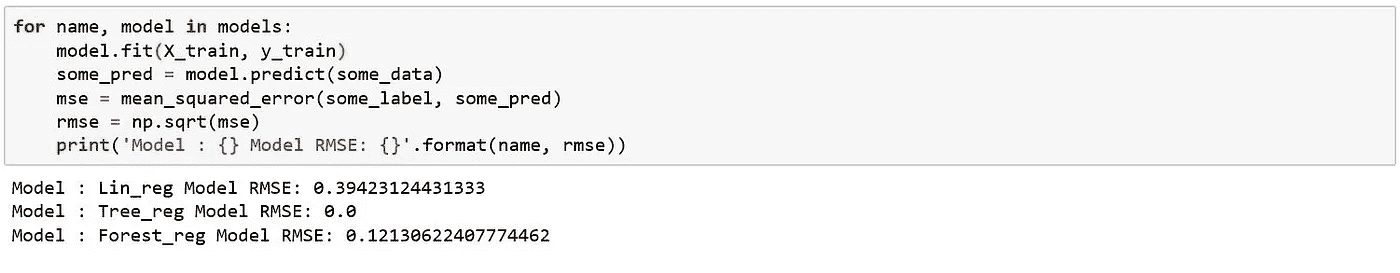 for name, model in models:
    model.fit(X_train, y_train)
    some_pred = model.predict(some_data)
    mse = mean_squared_error(some_label, some_pred)
    rmse = np.sqrt(mse)
    print('Model : {} Model RMSE: {}'.format(name, rmse))
Model : Lin_reg Model RMSE: 0.39423124431333
Model : Tree_reg Model RMSE: 0.0
Model : Forest_reg Model RMSE: 0.12130622407774462